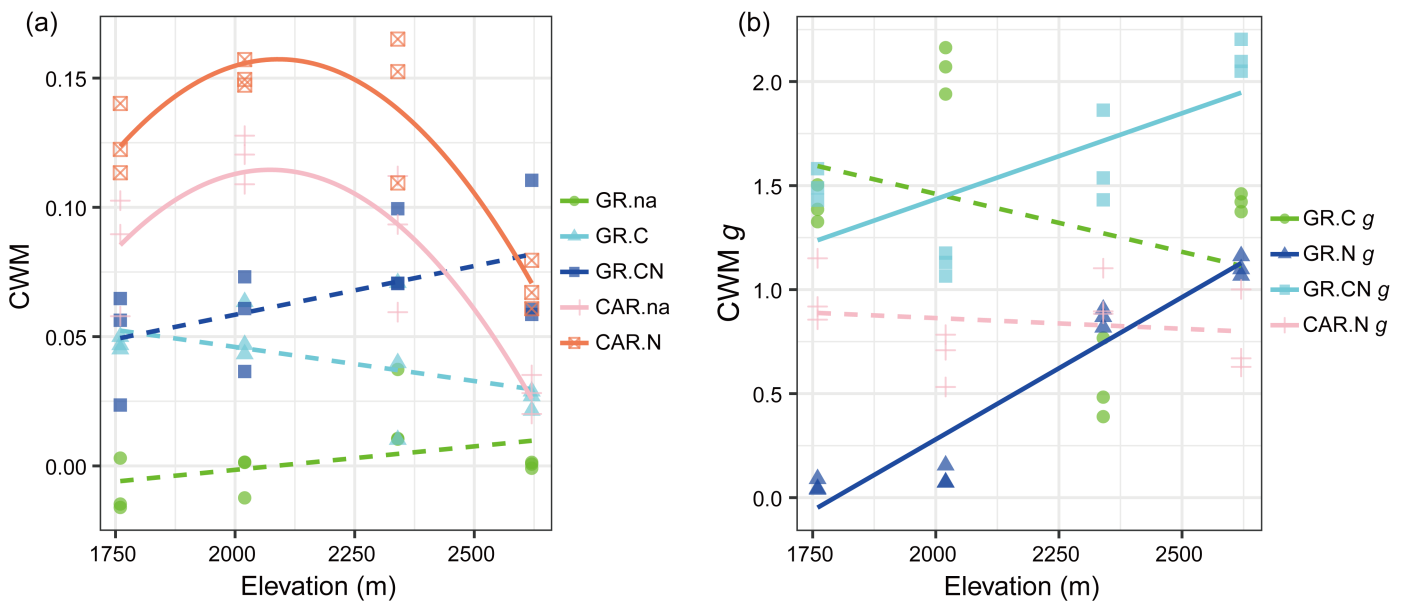 (a)
CWM
0.15
0.10
0.05
0.00
1750 2000 2250 2500
Elevation (m)
GR.na
GR.C
GR.CN
CAR.na
CAR.N
(b)
CWM g
2.0
1.5
1.0
0.5
0.0
1750 2000 2250 2500
Elevation (m)
GR.C g
GR.N g
GR.CN g
CAR.N g